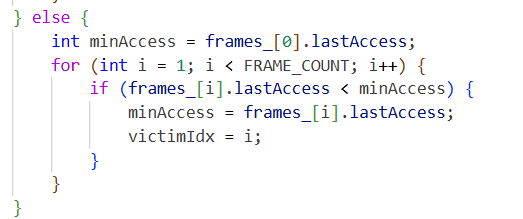 } else {
    int minAccess = frames_[0].lastAccess;
    for (int i = 1; i < FRAME_COUNT; i++) {
        if (frames_[i].lastAccess < minAccess) {
            minAccess = frames_[i].lastAccess;
            victimIdx = i;
        }
    }
}